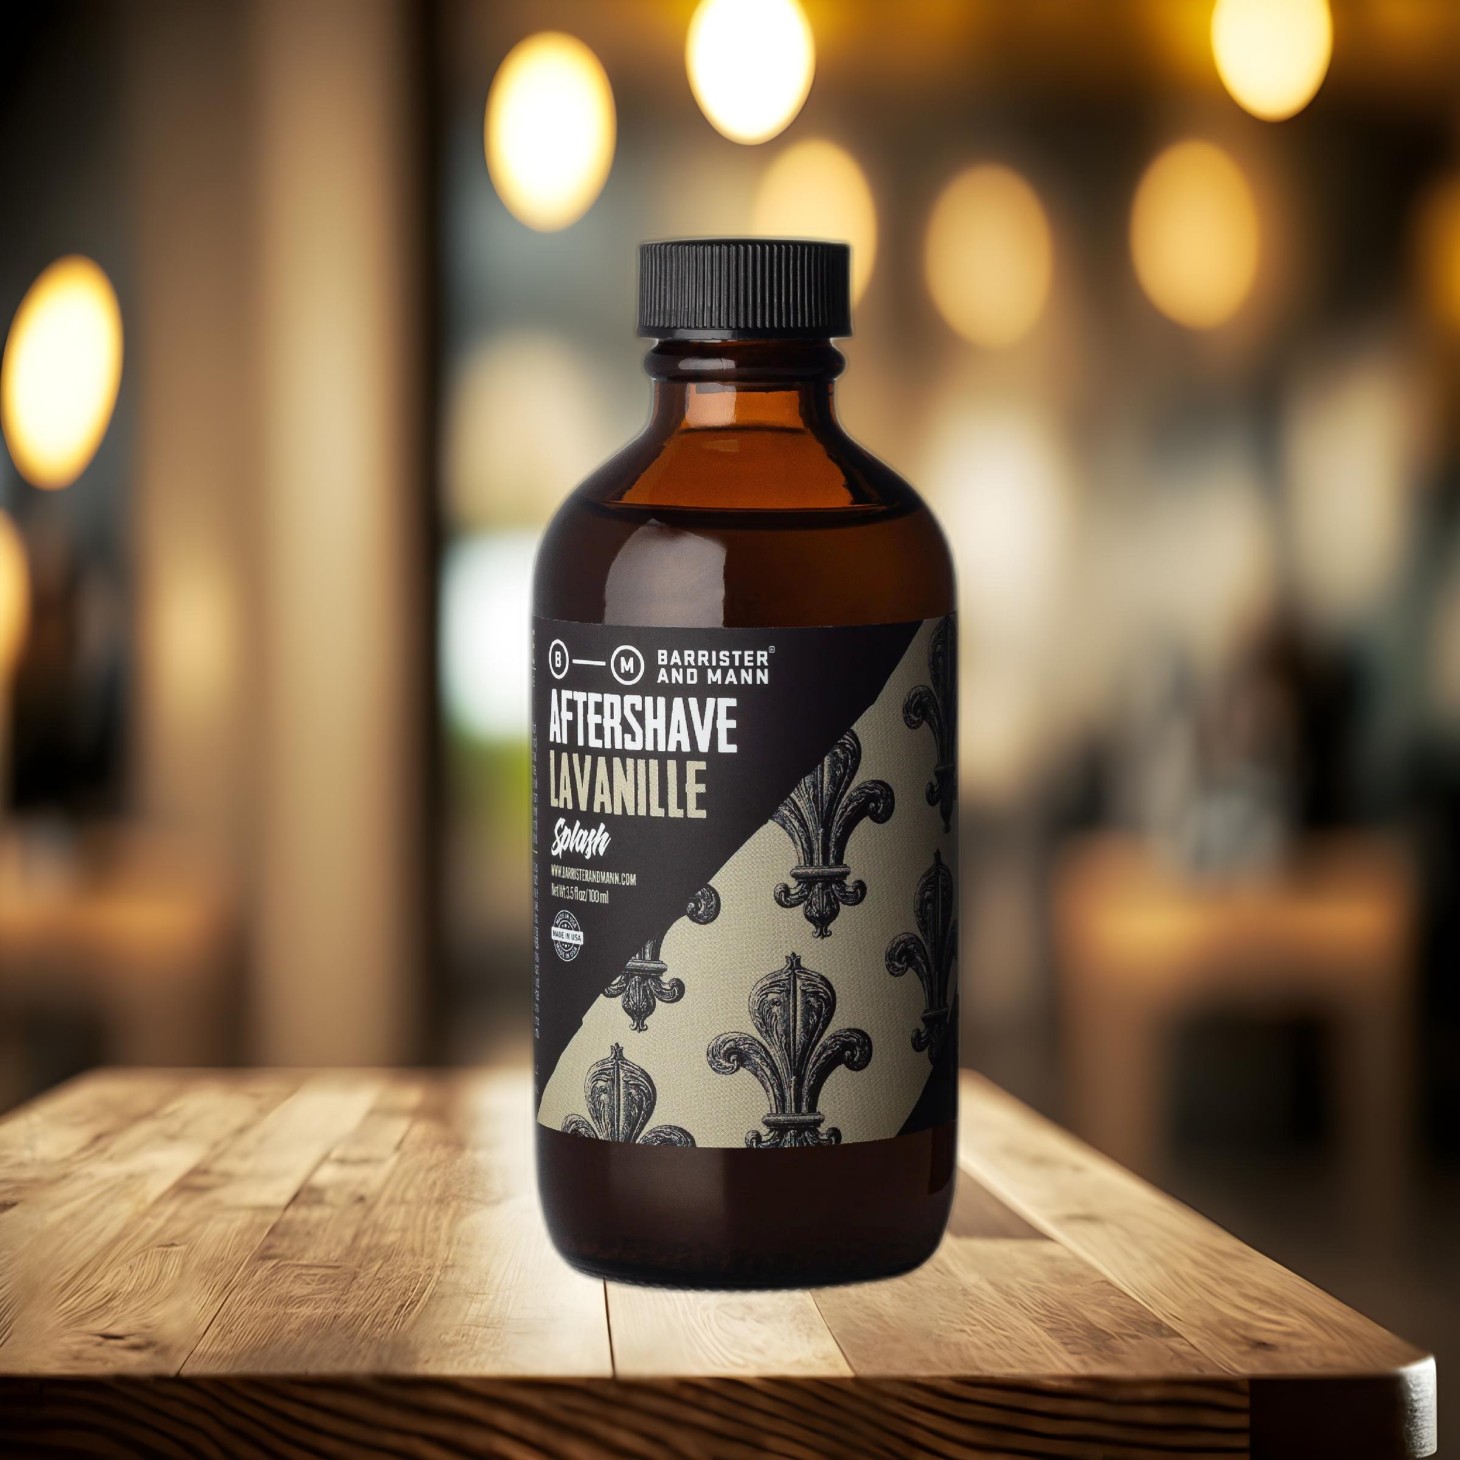 B M
BARRISTER®
AND MANN
AFTERSHAVE
LAVANILLE
Splash
WWW.BARRISTERANDMANN.COM
Net Wt 3.5 fl oz/100 ml
MADE IN USA